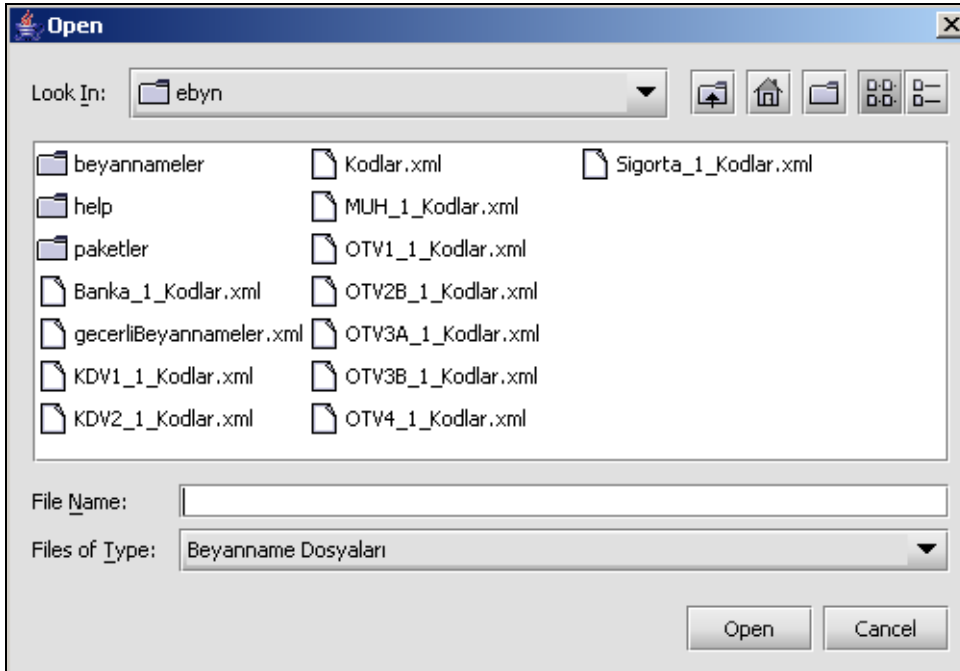 Open
Look In: ebyn
beyannameler
help
paketler
Banka_1_Kodlar.xml
gecerliBeyannameler.xml
KDV1_1_Kodlar.xml
KDV2_1_Kodlar.xml
Kodlar.xml
MUH_1_Kodlar.xml
OTV1_1_Kodlar.xml
OTV2B_1_Kodlar.xml
OTV3A_1_Kodlar.xml
OTV3B_1_Kodlar.xml
OTV4_1_Kodlar.xml
Sigorta_1_Kodlar.xml
File Name:
Files of Type: Beyanname Dosyaları
Open Cancel